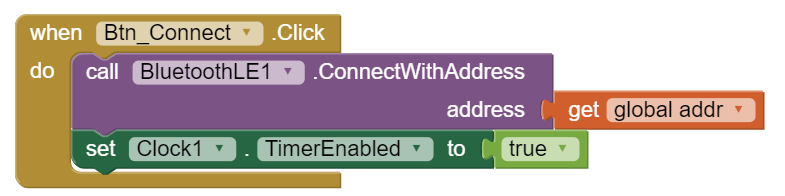 when Btn_Connect .Click
do call BluetoothLE1 .ConnectWithAddress
address get global addr
set Clock1 . TimerEnabled to true